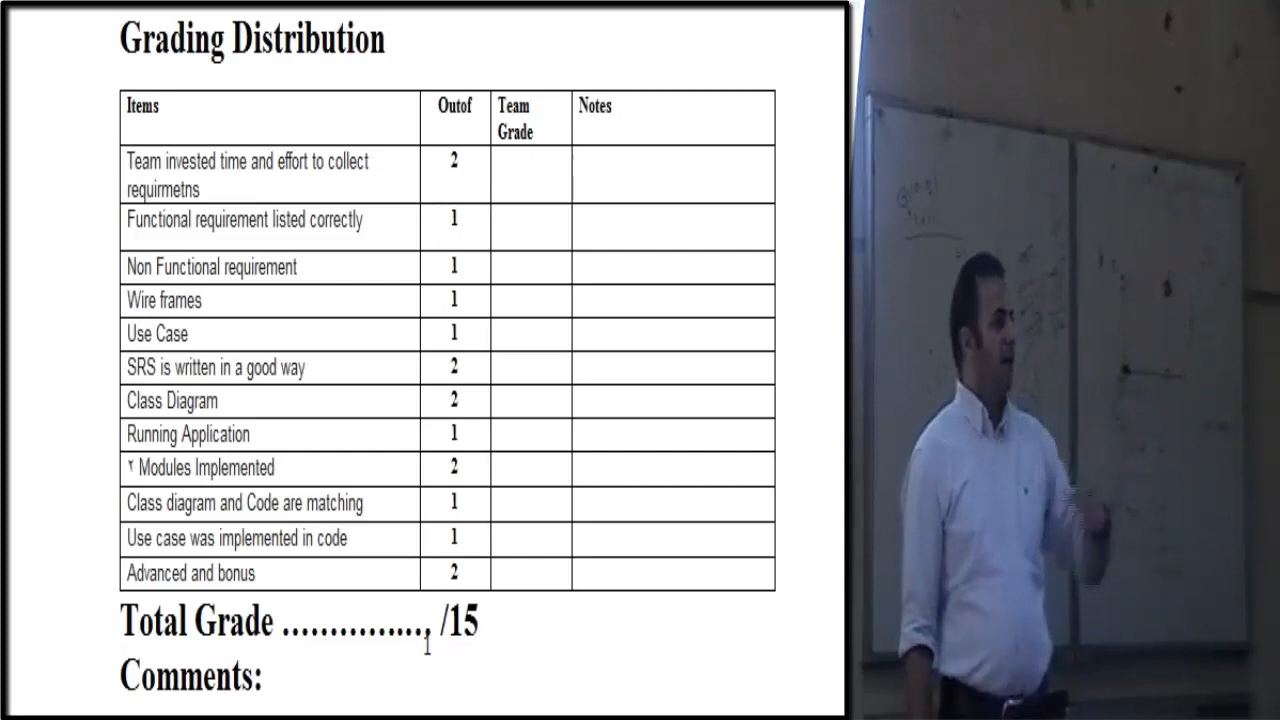 Grading Distribution
Items Outof Team Notes
Grade
Team invested time and effort to collect 2
requirmetns
Functional requirement listed correctly 1
Non Functional requirement 1
Wire frames 1
Use Case 1
SRS is written in a good way 2
Class Diagram 2
Running Application 1
٢ Modules Implemented 2
Class diagram and Code are matching 1
Use case was implemented in code 1
Advanced and bonus 2
Total Grade ……………..., /15
Comments: